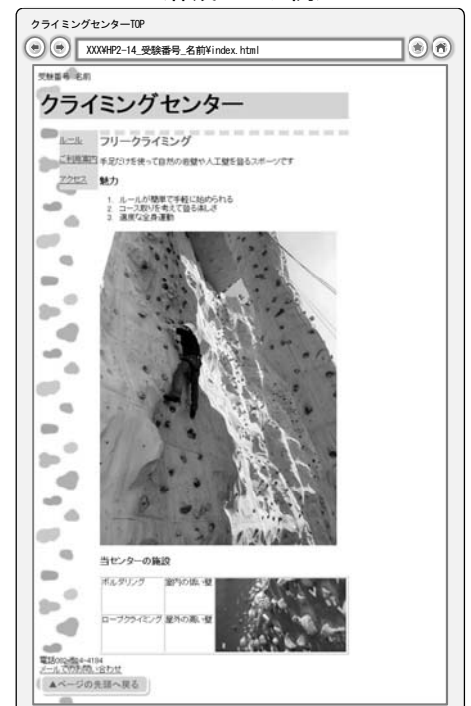 クライミングセンターTOP
XXX¥HP2-14_受験番号_名前¥index.html
受験番号 名前
クライミングセンター
ルール
ご利用案内
アクセス
フリークライミング
手足だけを使って自然の岩壁や人工壁を登るスポーツです
魅力
1. ルールが簡単で手軽に始められる
2. コース取りを考えて登る楽しさ
3. 適度な全身運動
当センターの施設
ボルダリング 室内の低い壁
ロープクライミング 屋外の高い壁
メールでのお問い合わせ
▲ページの先頭へ戻る